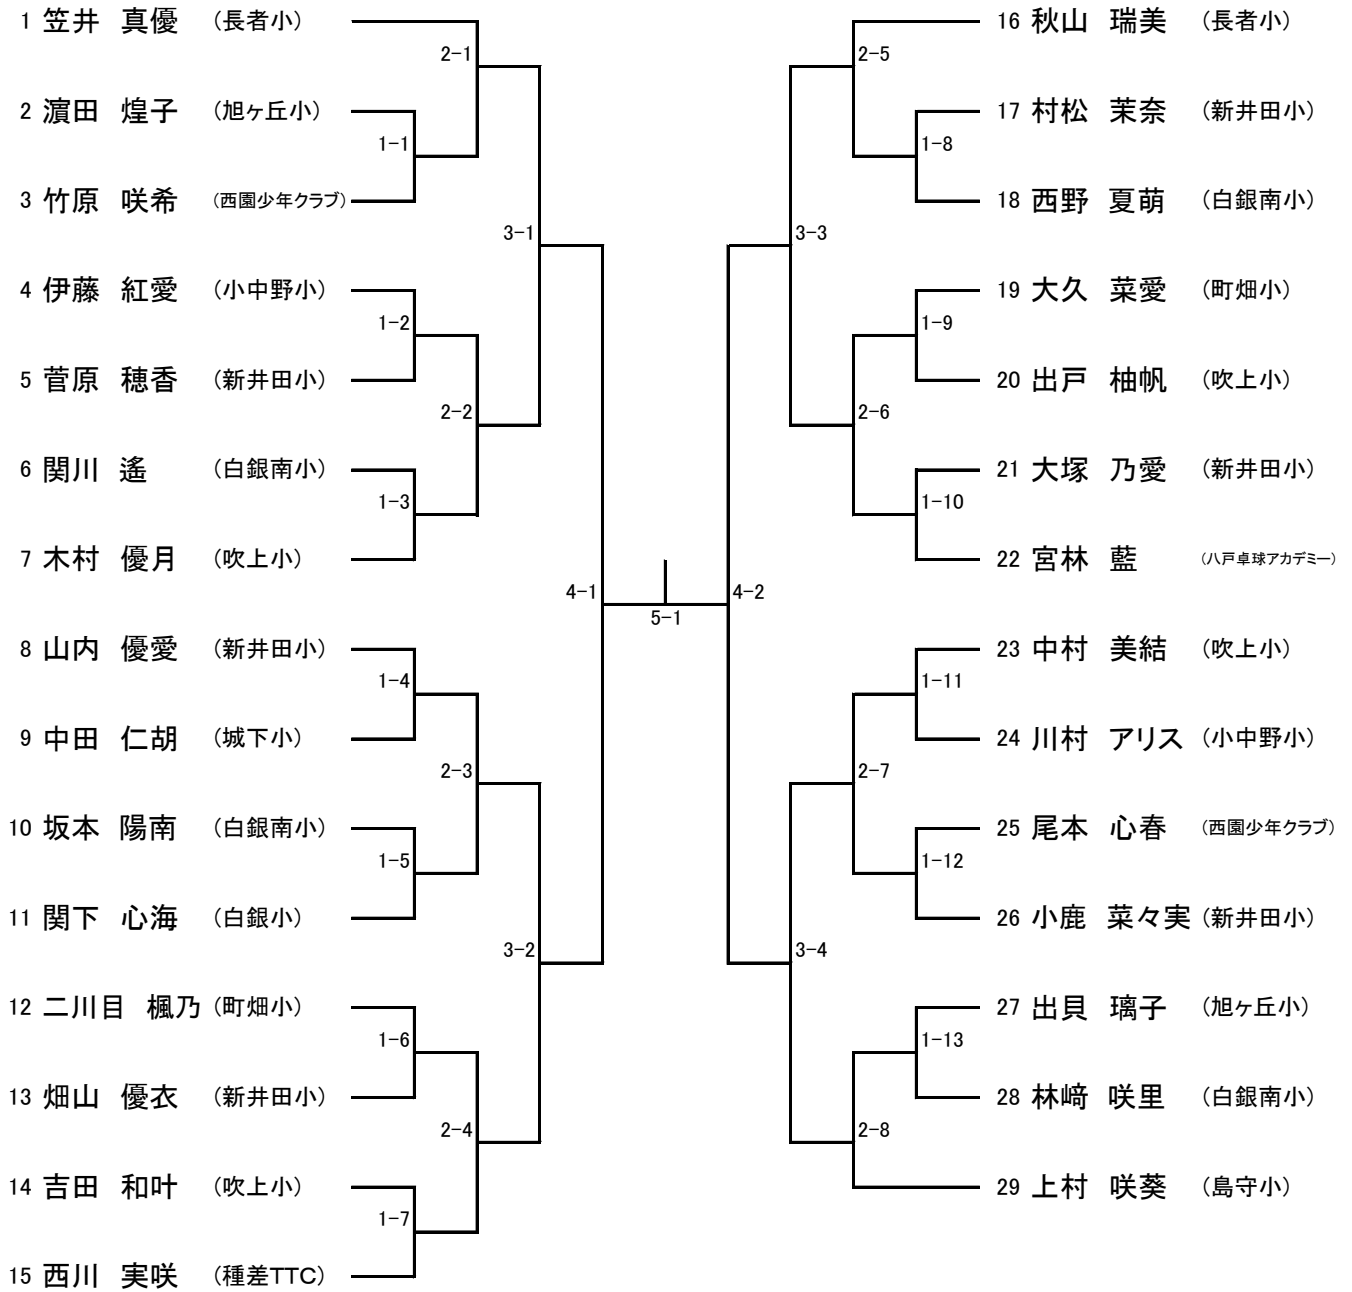 1 笠井 真優 (長者小)
2-1
2 濵田 煌子 (旭ヶ丘小)
1-1
3 竹原 咲希 (西園少年クラブ)
3-1
4 伊藤 紅愛 (小中野小)
1-2
5 菅原 穂香 (新井田小)
2-2
6 関川 遙 (白銀南小)
1-3
7 木村 優月 (吹上小)
4-1
8 山内 優愛 (新井田小)
1-4
9 中田 仁胡 (城下小)
2-3
10 坂本 陽南 (白銀南小)
1-5
11 関下 心海 (白銀小)
3-2
12 二川目 楓乃 (町畑小)
1-6
13 畑山 優衣 (新井田小)
2-4
14 吉田 和叶 (吹上小)
1-7
15 西川 実咲 (種差TTC)
5-1
16 秋山 瑞美 (長者小)
2-5
17 村松 茉奈 (新井田小)
1-8
18 西野 夏萌 (白銀南小)
3-3
19 大久 菜愛 (町畑小)
1-9
20 出戸 柚帆 (吹上小)
2-6
21 大塚 乃愛 (新井田小)
1-10
22 宮林 藍 (八戸卓球アカデミー)
4-2
23 中村 美結 (吹上小)
1-11
24 川村 アリス (小中野小)
2-7
25 尾本 心春 (西園少年クラブ)
1-12
26 小鹿 菜々実 (新井田小)
3-4
27 出貝 璃子 (旭ヶ丘小)
1-13
28 林﨑 咲里 (白銀南小)
2-8
29 上村 咲葵 (島守小)